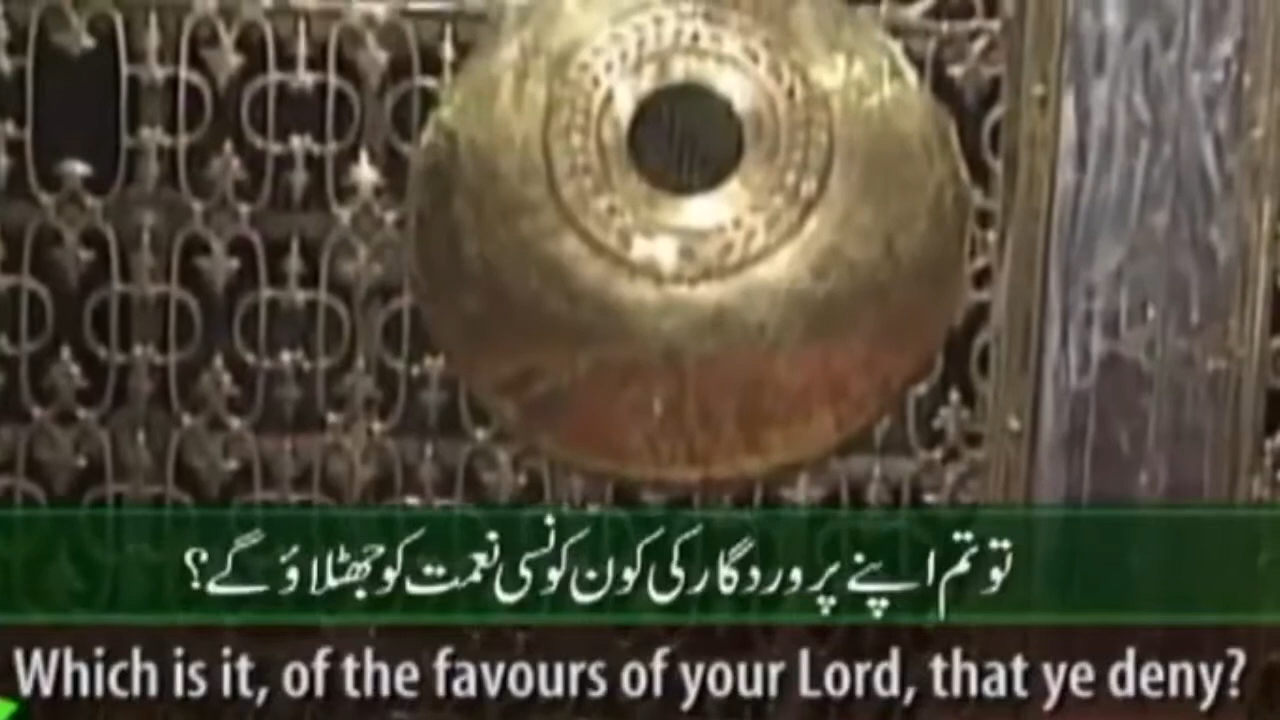 تو تم اپنے پروردگار کی کون کونسی نعمت کو جھٹلاؤ گے؟
Which is it, of the favours of your Lord, that ye deny?